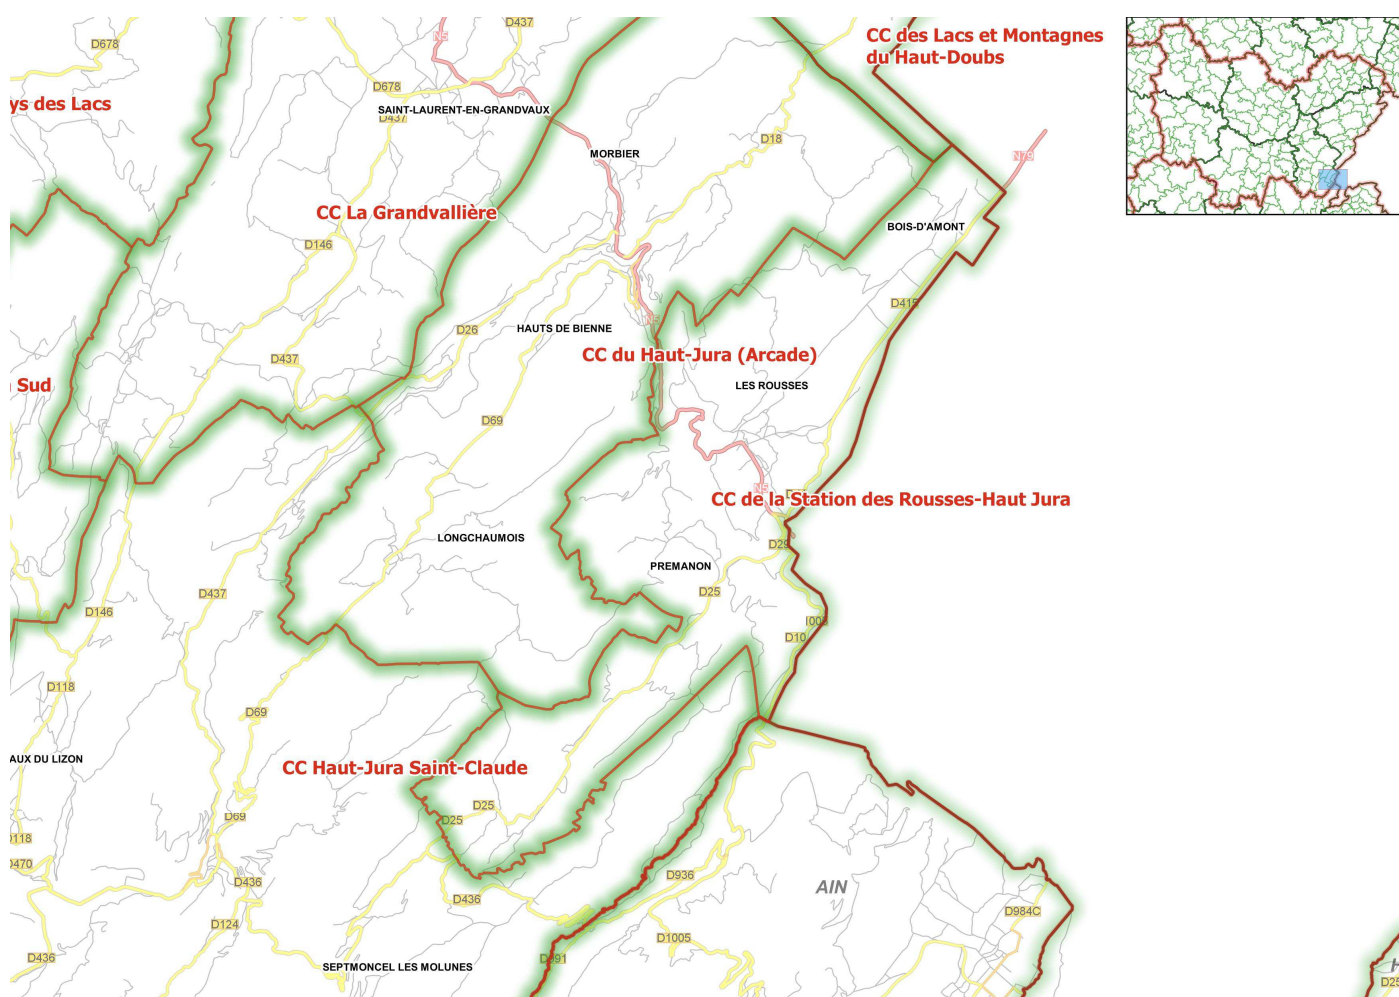 D437
N5
D678
CC des Lacs et Montagnes
du Haut-Doubs
D678
ys des Lacs
SAINT-LAURENT-EN-GRANDVAUX
D437
D18
MORBIER
N79
CC La Grandvallière
BOIS-D'AMONT
D146
D415
D26
HAUTS DE BIENNE
CC du Haut-Jura (Arcade)
D437
Sud
LES ROUSSES
D69
N5
CC de la Station des Rousses-Haut Jura
LONGCHAUMOIS
D29
PREMANON
D437
D25
D146
D10
D118
D69
AUX DU LIZON
CC Haut-Jura Saint-Claude
D25
D69
D25
D118
D470
D936
D436
AIN
D436
D984C
D124
D1005
D436
SEPTMONCEL LES MOLUNES